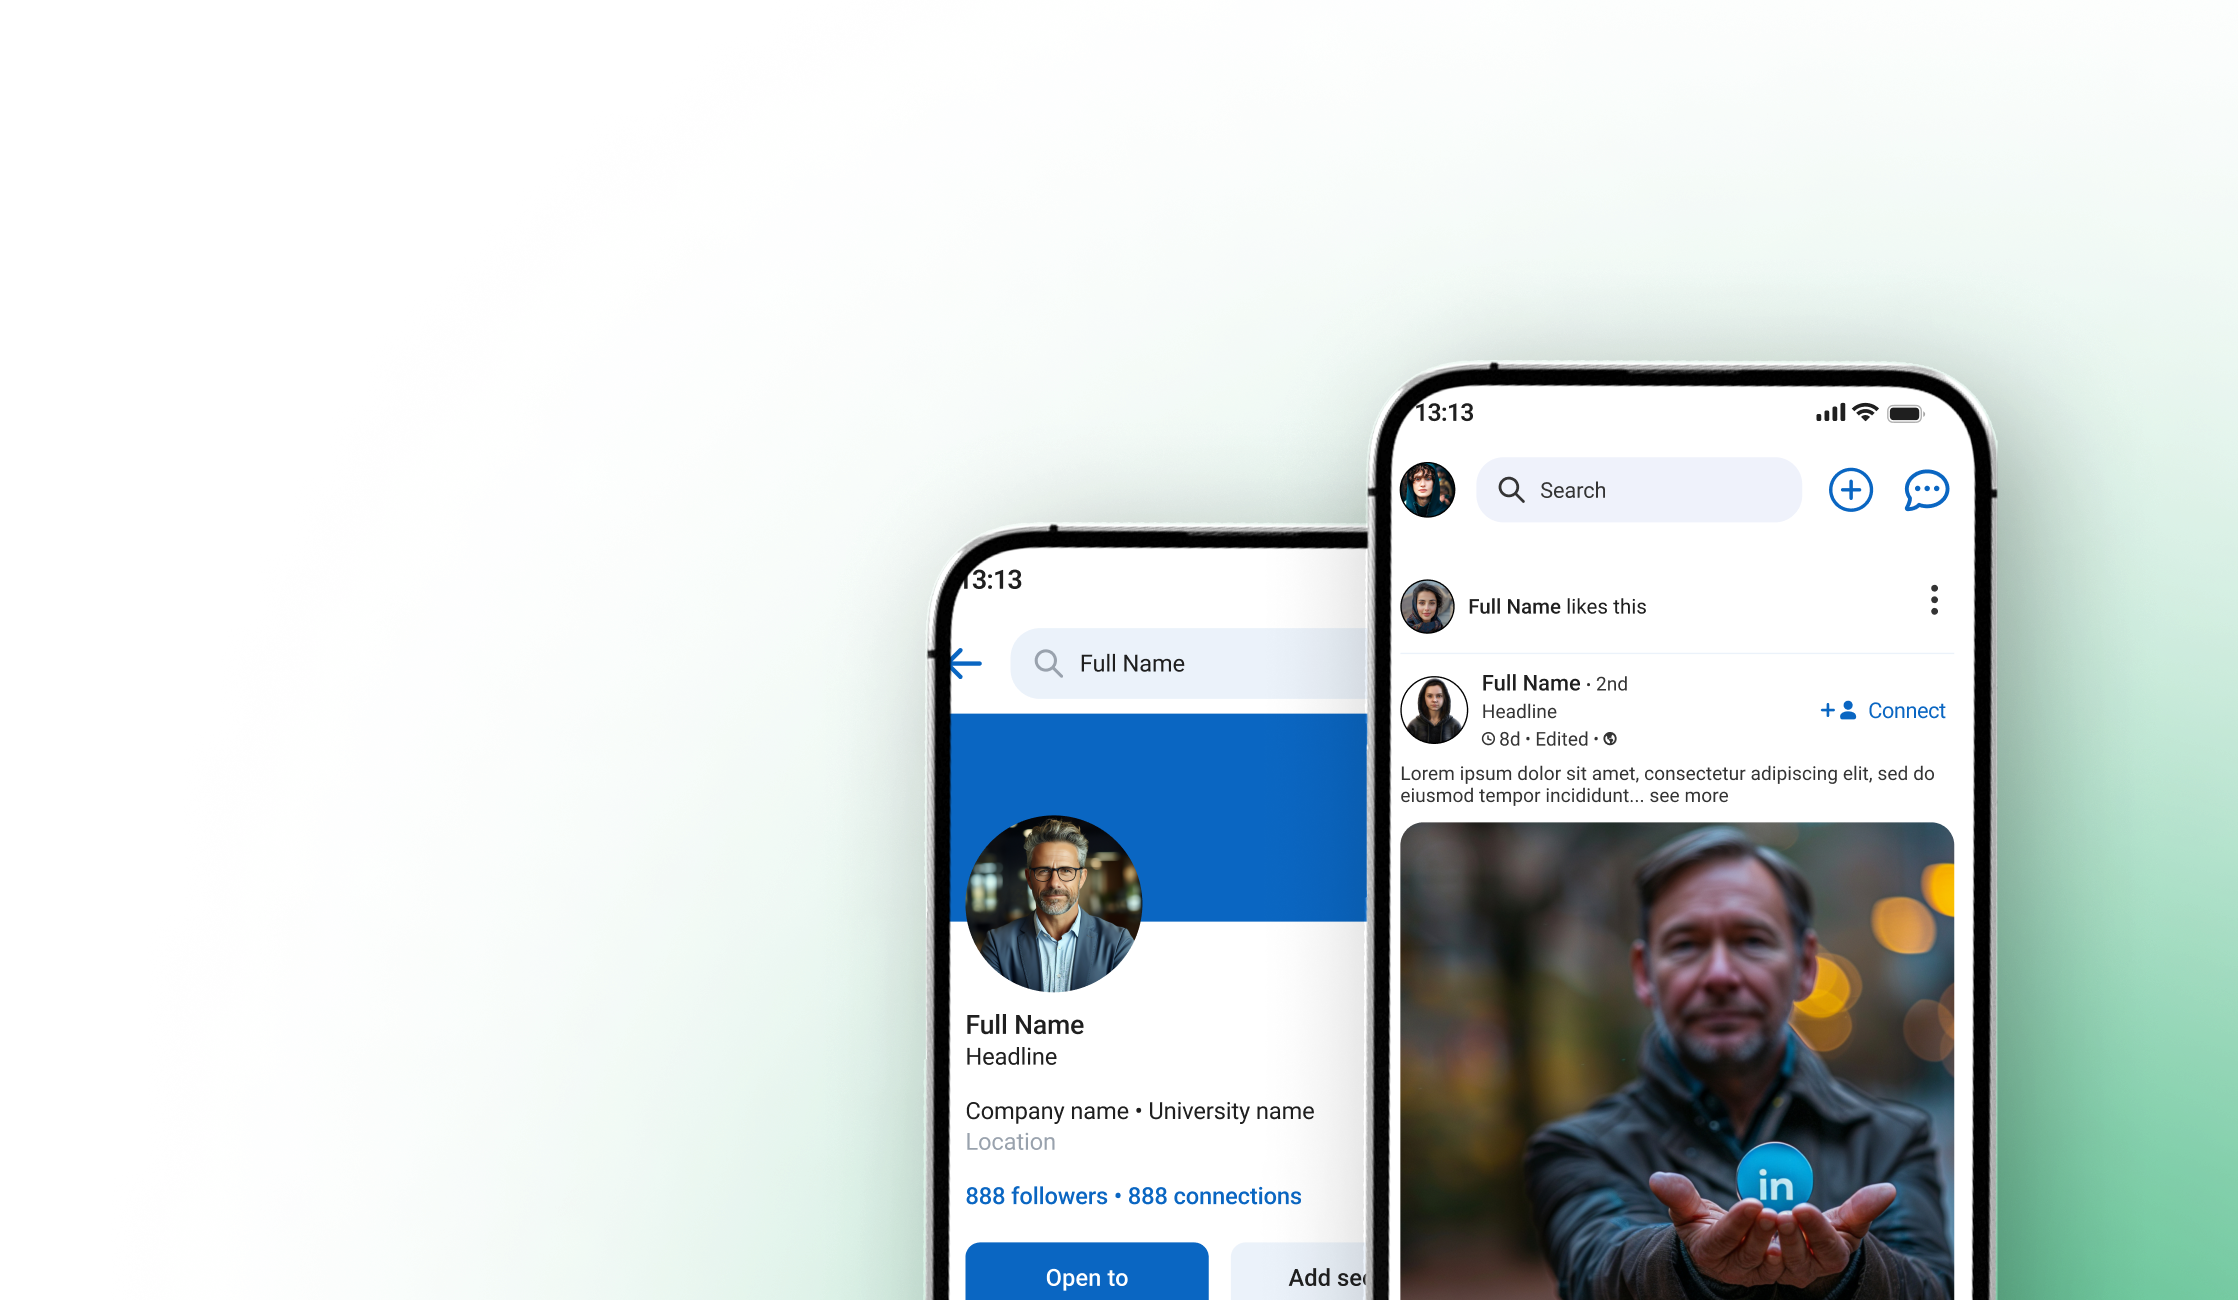 13:13
Full Name
Full Name
Headline
Company name • University name
Location
888 followers • 888 connections
Open to
Add sec
13:13
Search
Full Name likes this
Full Name · 2nd
Headline
8d • Edited •
Connect
Lorem ipsum dolor sit amet, consectetur adipiscing elit, sed do
eiusmod tempor incididunt... see more
in